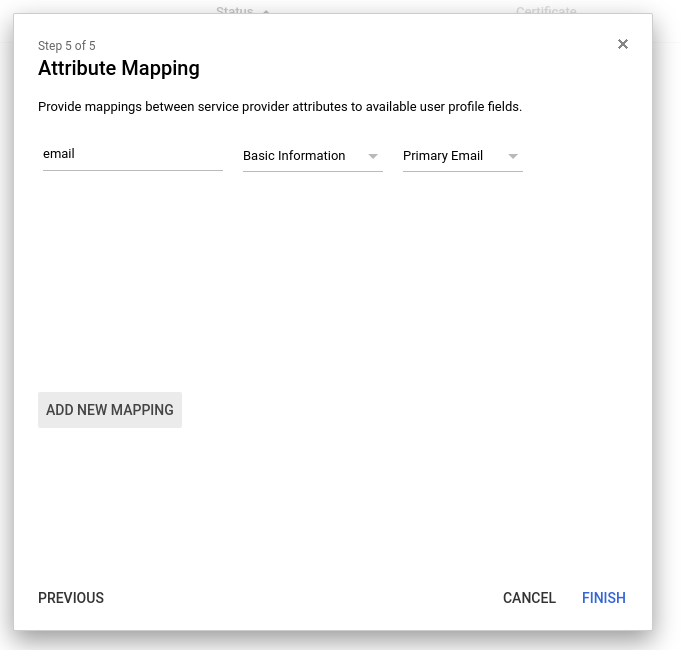 Status Certificate
Step 5 of 5
×
Attribute Mapping
Provide mappings between service provider attributes to available user profile fields.
email Basic Information Primary Email
ADD NEW MAPPING
PREVIOUS CANCEL FINISH